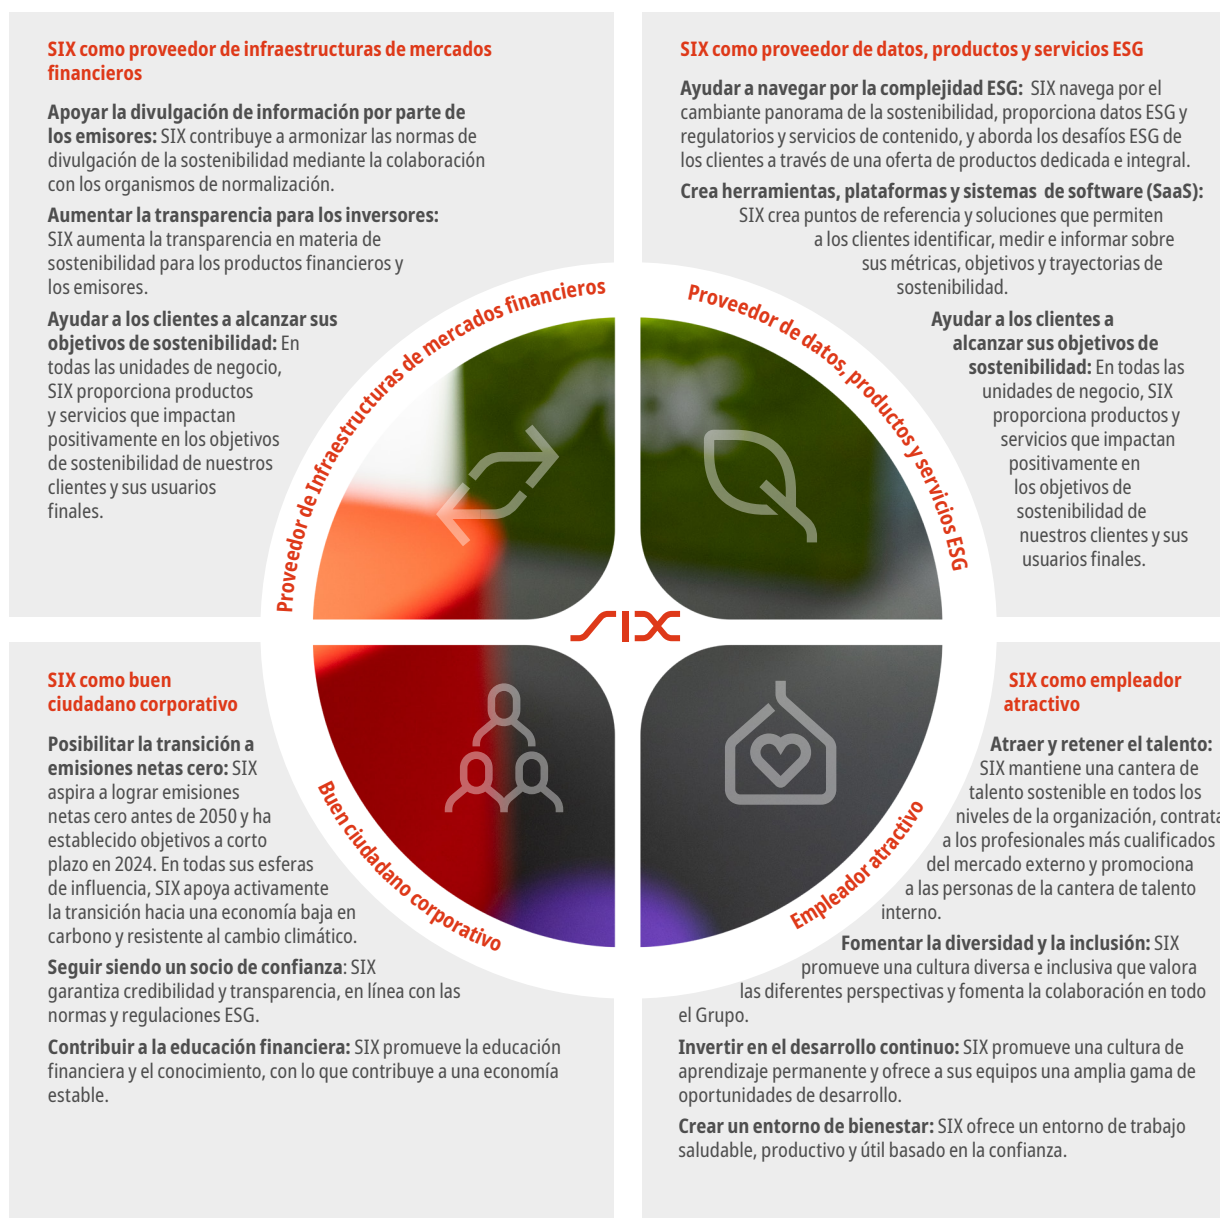 SIX como proveedor de infraestructuras de mercados
financieros
Apoyar la divulgación de información por parte de
los emisores: SIX contribuye a armonizar las normas de
divulgación de la sostenibilidad mediante la colaboración
con los organismos de normalización.
Aumentar la transparencia para los inversores:
SIX aumenta la transparencia en materia de
sostenibilidad para los productos financieros y
los emisores.
Ayudar a los clientes a alcanzar sus
objetivos de sostenibilidad: En
todas las unidades de negocio,
SIX proporciona productos
y servicios que impactan
positivamente en los objetivos
de sostenibilidad de nuestros
clientes y sus usuarios
finales.
SIX como proveedor de datos, productos y servicios ESG
Ayudar a navegar por la complejidad ESG: SIX navega por el
cambiante panorama de la sostenibilidad, proporciona datos ESG y
regulatorios y servicios de contenido, y aborda los desafíos ESG de
los clientes a través de una oferta de productos dedicada e integral.
Crea herramientas, plataformas y sistemas de software (SaaS):
SIX crea puntos de referencia y soluciones que permiten
a los clientes identificar, medir e informar sobre
sus métricas, objetivos y trayectorias de
sostenibilidad.
Ayudar a los clientes a
alcanzar sus objetivos de
sostenibilidad: En todas las
unidades de negocio, SIX
proporciona productos y
servicios que impactan
positivamente en
los objetivos de
sostenibilidad de
nuestros clientes y sus
usuarios finales.
Proveedor de Infraestructuras de mercados financieros
Proveedor de datos, productos y servicios ESG
SIX
Buen ciudadano corporativo
Empleador atractivo
SIX como buen
ciudadano corporativo
Posibilitar la transición a
emisiones netas cero: SIX
aspira a lograr emisiones
netas cero antes de 2050 y ha
establecido objetivos a corto
plazo en 2024. En todas sus esferas
de influencia, SIX apoya activamente
la transición hacia una economía baja en
carbono y resistente al cambio climático.
Seguir siendo un socio de confianza: SIX
garantiza credibilidad y transparencia, en línea con las
normas y regulaciones ESG.
Contribuir a la educación financiera: SIX promueve la educación
financiera y el conocimiento, con lo que contribuye a una economía
estable.
SIX como empleador
atractivo
Atraer y retener el talento:
SIX mantiene una cantera de
talento sostenible en todos los
niveles de la organización, contrata
a los profesionales más cualificados
del mercado externo y promociona
a las personas de la cantera de talento
interno.
Fomentar la diversidad y la inclusión: SIX
promueve una cultura diversa e inclusiva que valora
las diferentes perspectivas y fomenta la colaboración en todo
el Grupo.
Invertir en el desarrollo continuo: SIX promueve una cultura de
aprendizaje permanente y ofrece a sus equipos una amplia gama de
oportunidades de desarrollo.
Crear un entorno de bienestar: SIX ofrece un entorno de trabajo
saludable, productivo y útil basado en la confianza.